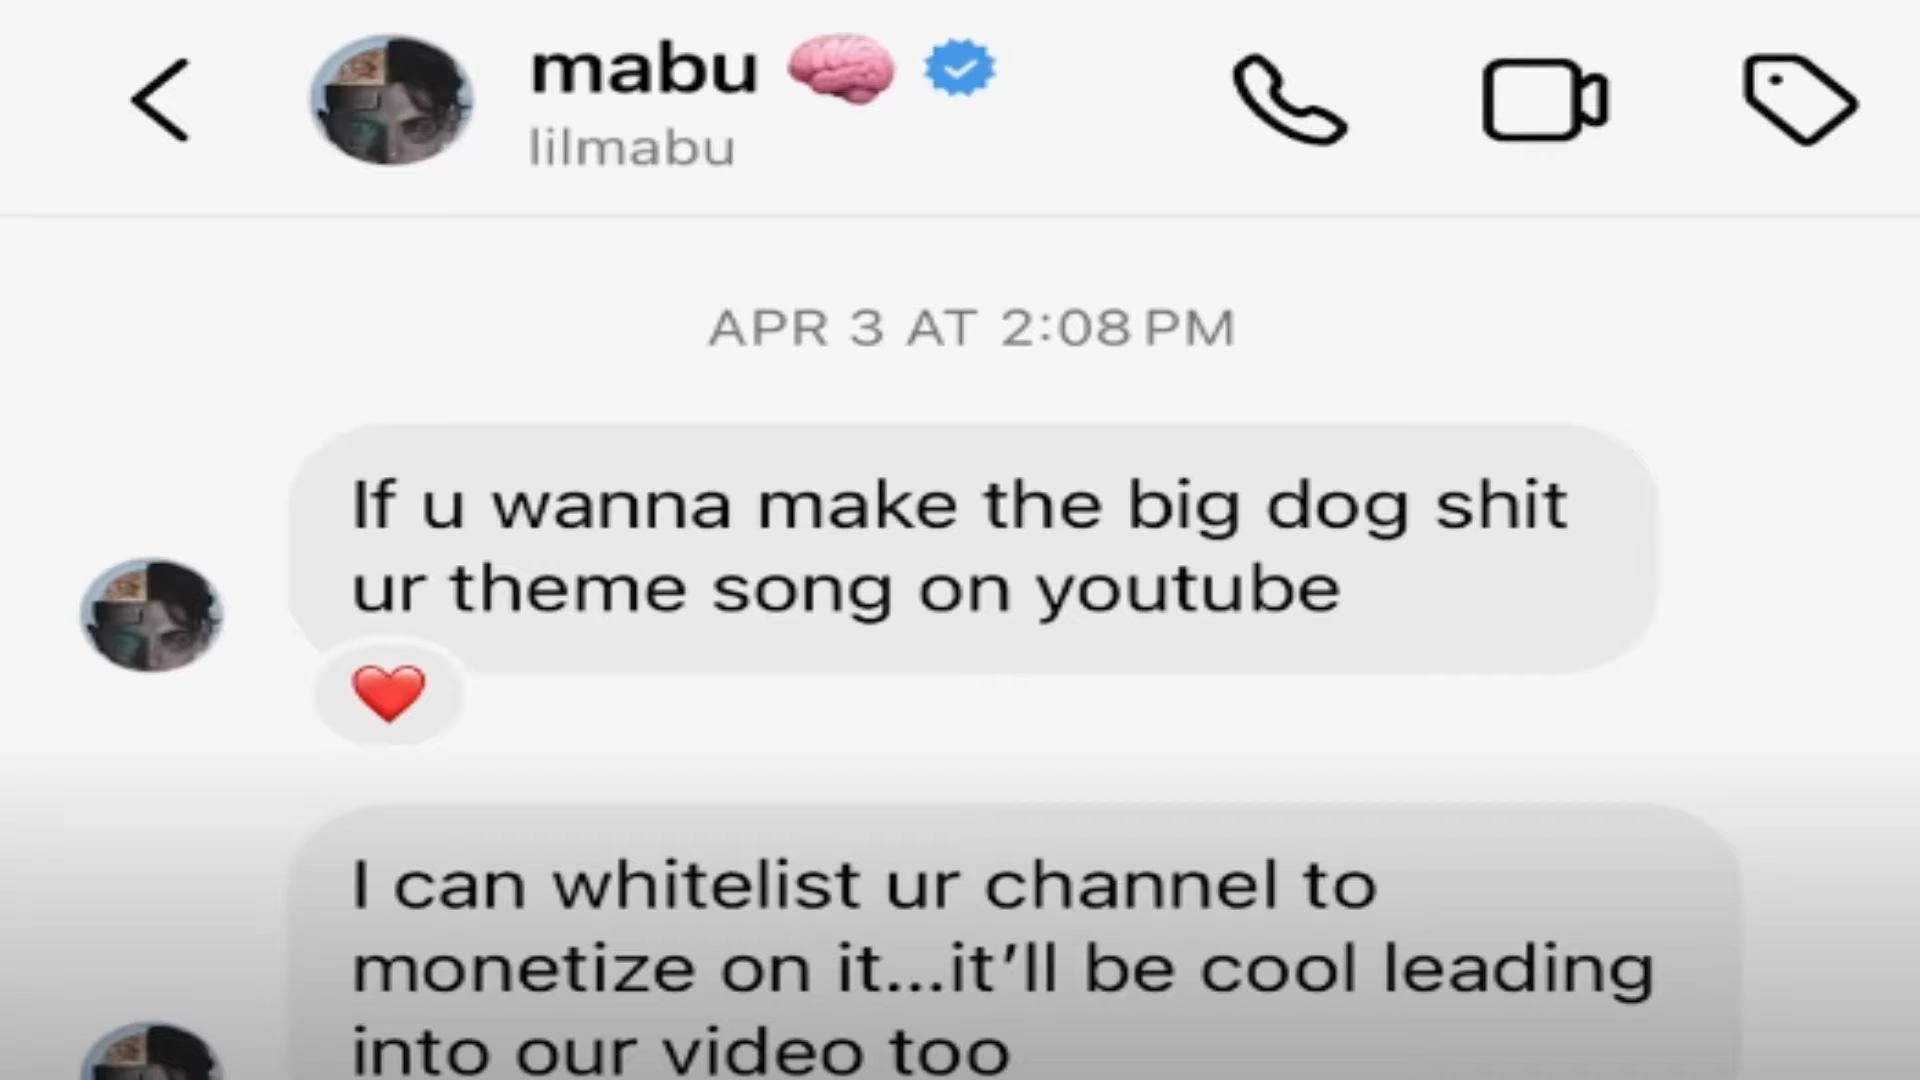 mabu 🧠
lilmabu
APR 3 AT 2:08 PM
If u wanna make the big dog shit
ur theme song on youtube
❤️
I can whitelist ur channel to
monetize on it...it’ll be cool leading
into our video too